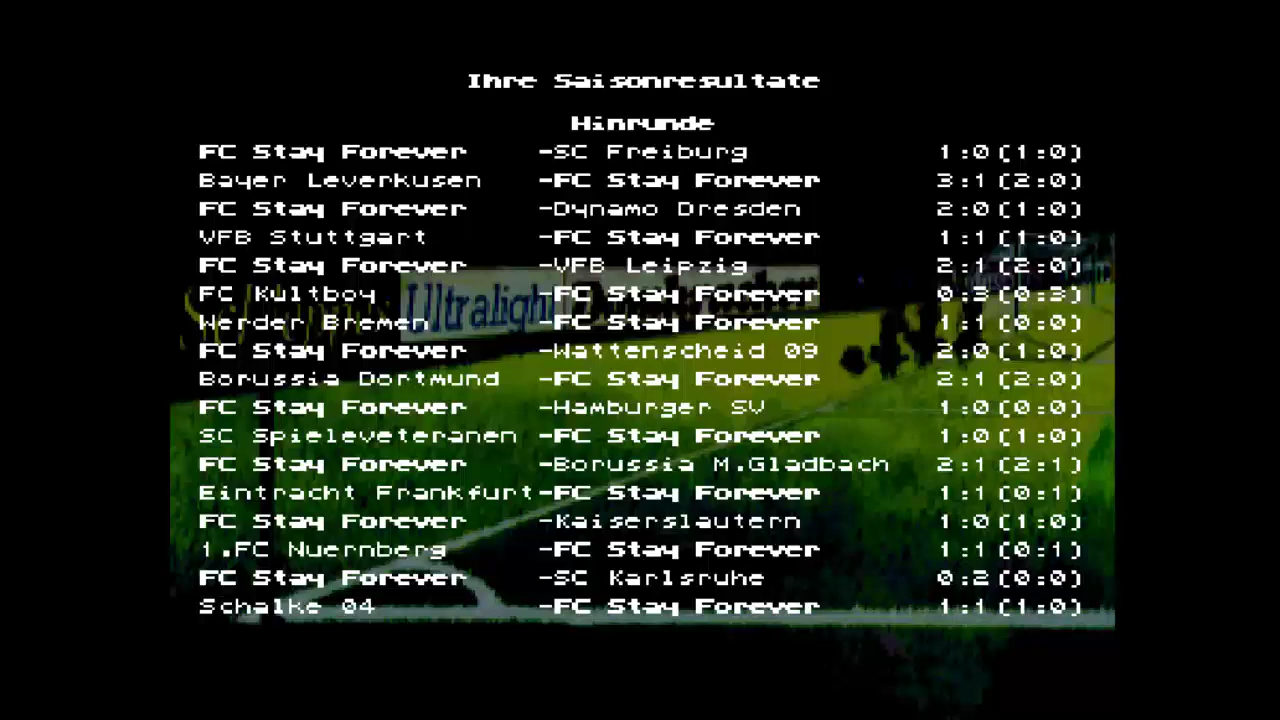 Ihre Saisonresultate
Hinrunde
FC Stay Forever -SC Freiburg 1:0(1:0)
Bayer Leverkusen -FC Stay Forever 3:1(2:0)
FC Stay Forever -Dynamo Dresden 2:0(1:0)
VFB Stuttgart -FC Stay Forever 1:1(1:0)
FC Stay Forever -VFB Leipzig 2:1(2:0)
FC Kultboy -FC Stay Forever 0:3(0:3)
Werder Bremen -FC Stay Forever 1:1(0:0)
FC Stay Forever -Wattenscheid 09 2:0(1:0)
Borussia Dortmund -FC Stay Forever 2:1(2:0)
FC Stay Forever -Hamburger SV 1:0(0:0)
SC Spieleveteranen -FC Stay Forever 1:0(1:0)
FC Stay Forever -Borussia M.Gladbach 2:1(2:1)
Eintracht Frankfurt-FC Stay Forever 1:1(0:1)
FC Stay Forever -Kaiserslautern 1:0(1:0)
1.FC Nuernberg -FC Stay Forever 1:1(0:1)
FC Stay Forever -SC Karlsruhe 0:2(0:0)
Schalke 04 -FC Stay Forever 1:1(1:0)
Ultralight